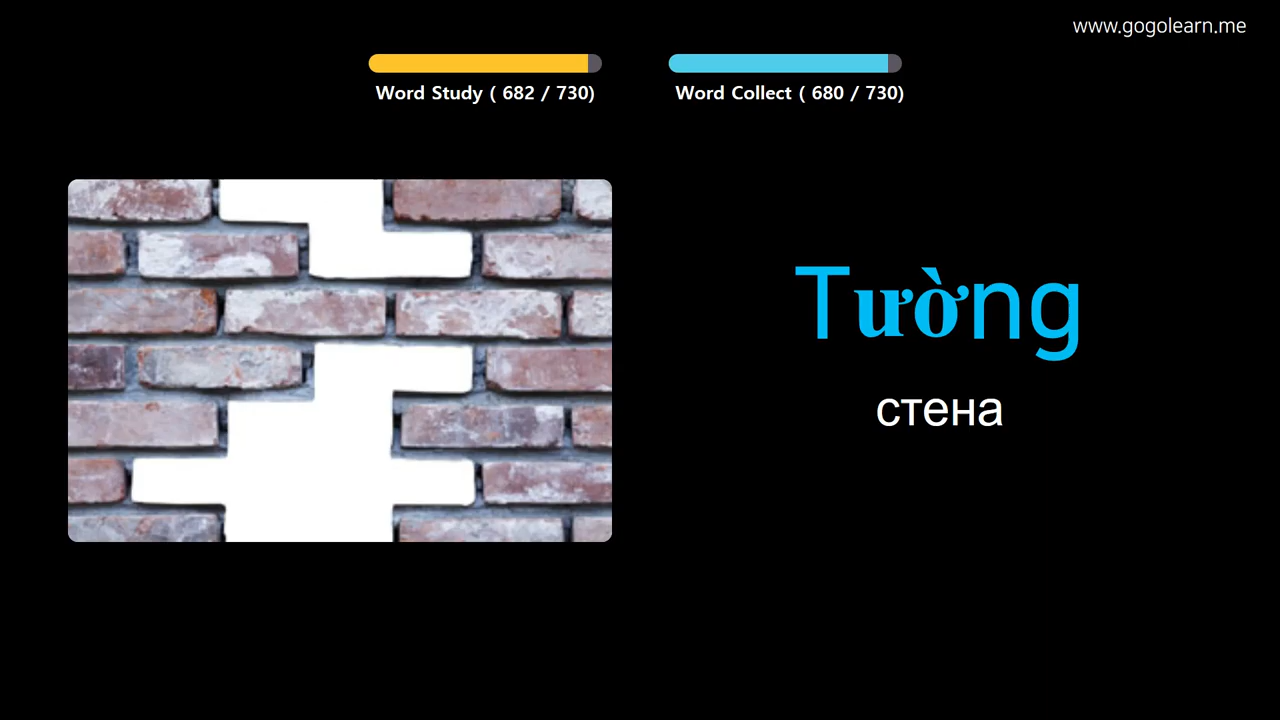 www.gogolearn.me
Word Study ( 682 / 730)
Word Collect ( 680 / 730)
Tường
стена